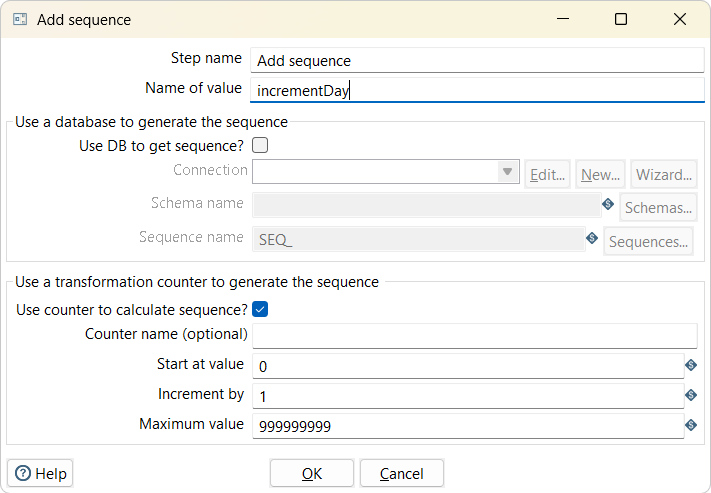 Add sequence
Step name Add sequence
Name of value incrementDay
Use a database to generate the sequence
Use DB to get sequence?
Connection Edit... New... Wizard...
Schema name Schemas...
Sequence name SEQ_ Sequences...
Use a transformation counter to generate the sequence
Use counter to calculate sequence?
Counter name (optional)
Start at value 0
Increment by 1
Maximum value 999999999
Help OK Cancel